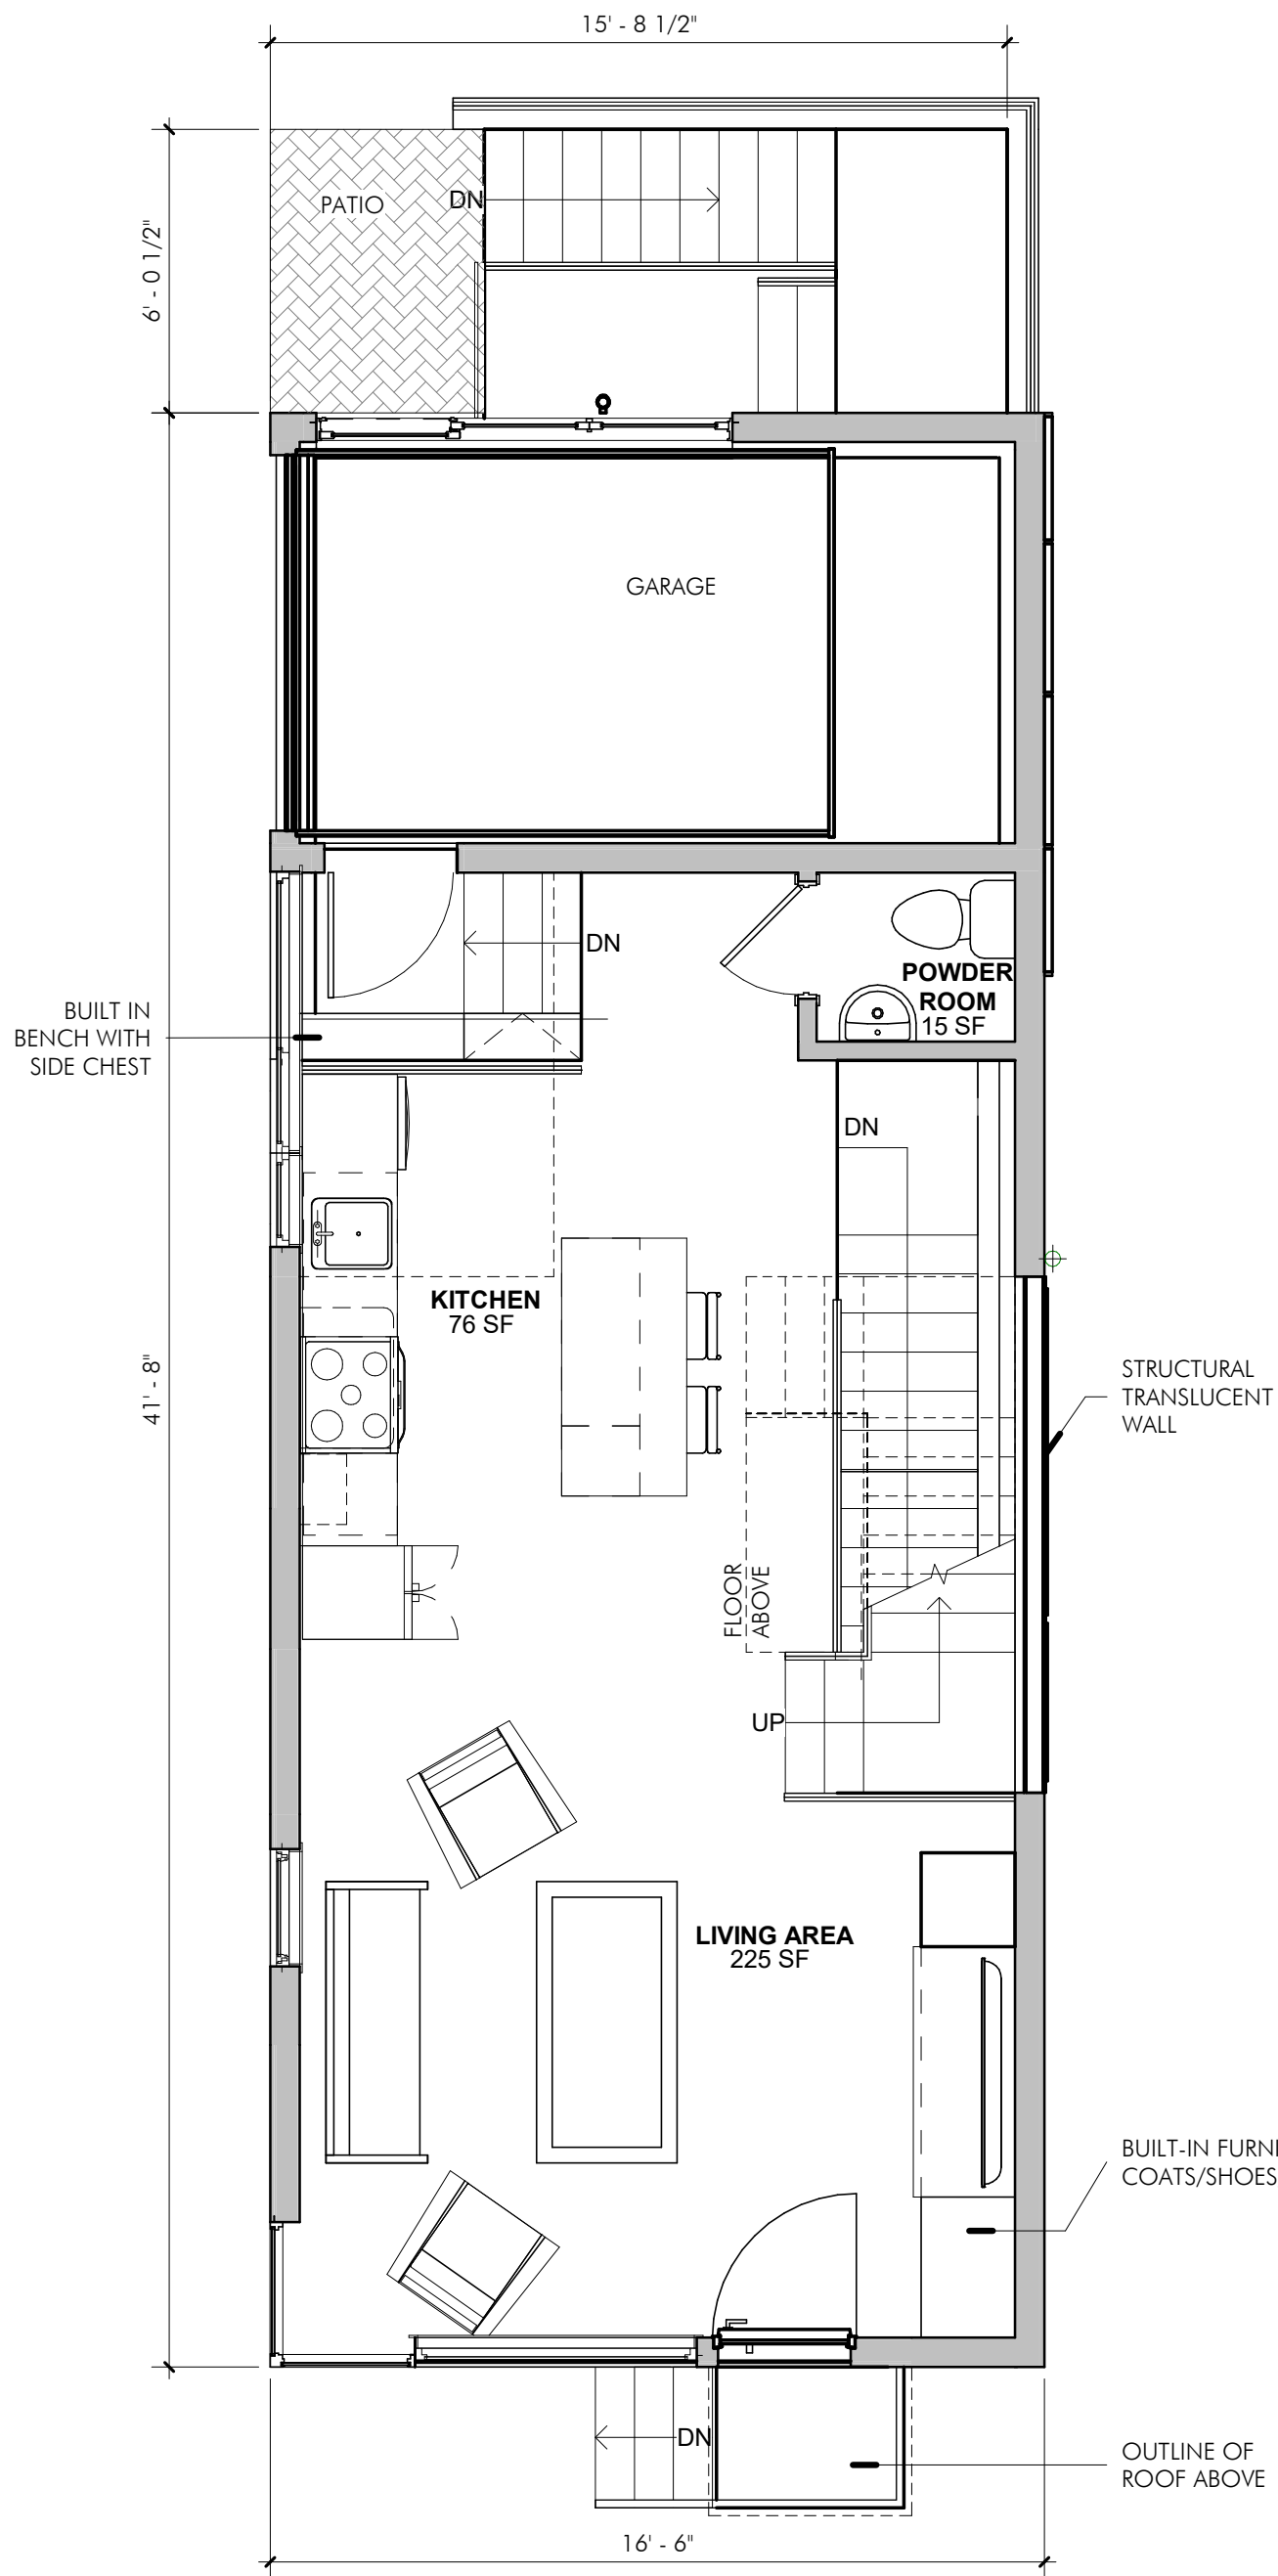 15' - 8 1/2"
PATIO
DN
6' - 0 1/2"
GARAGE
DN
POWDER
ROOM
15 SF
BUILT IN
BENCH WITH
SIDE CHEST
DN
KITCHEN
76 SF
41' - 8"
STRUCTURAL
TRANSLUCENT
WALL
FLOOR
ABOVE
UP
LIVING AREA
225 SF
BUILT-IN FURNI
COATS/SHOES
DN
OUTLINE OF
ROOF ABOVE
16' - 6"